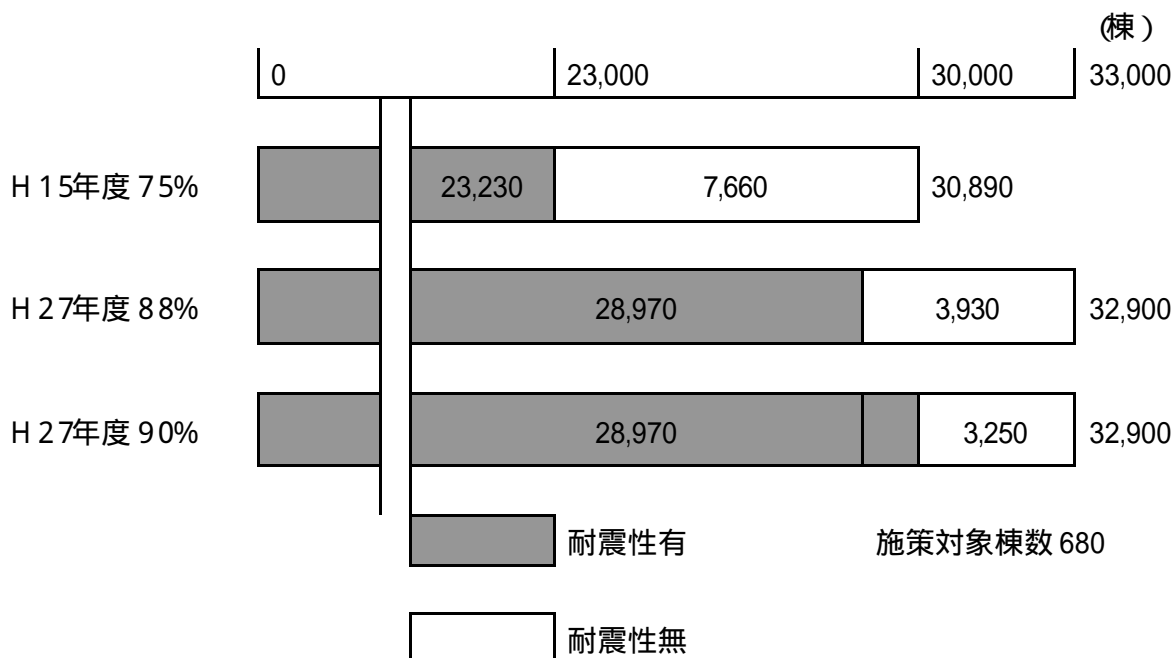 (棟)
0 23,000 30,000 33,000
H15年度 75% 23,230 7,660 30,890
H27年度 88% 28,970 3,930 32,900
H27年度 90% 28,970 3,250 32,900
耐震性有 施策対象棟数 680
耐震性無